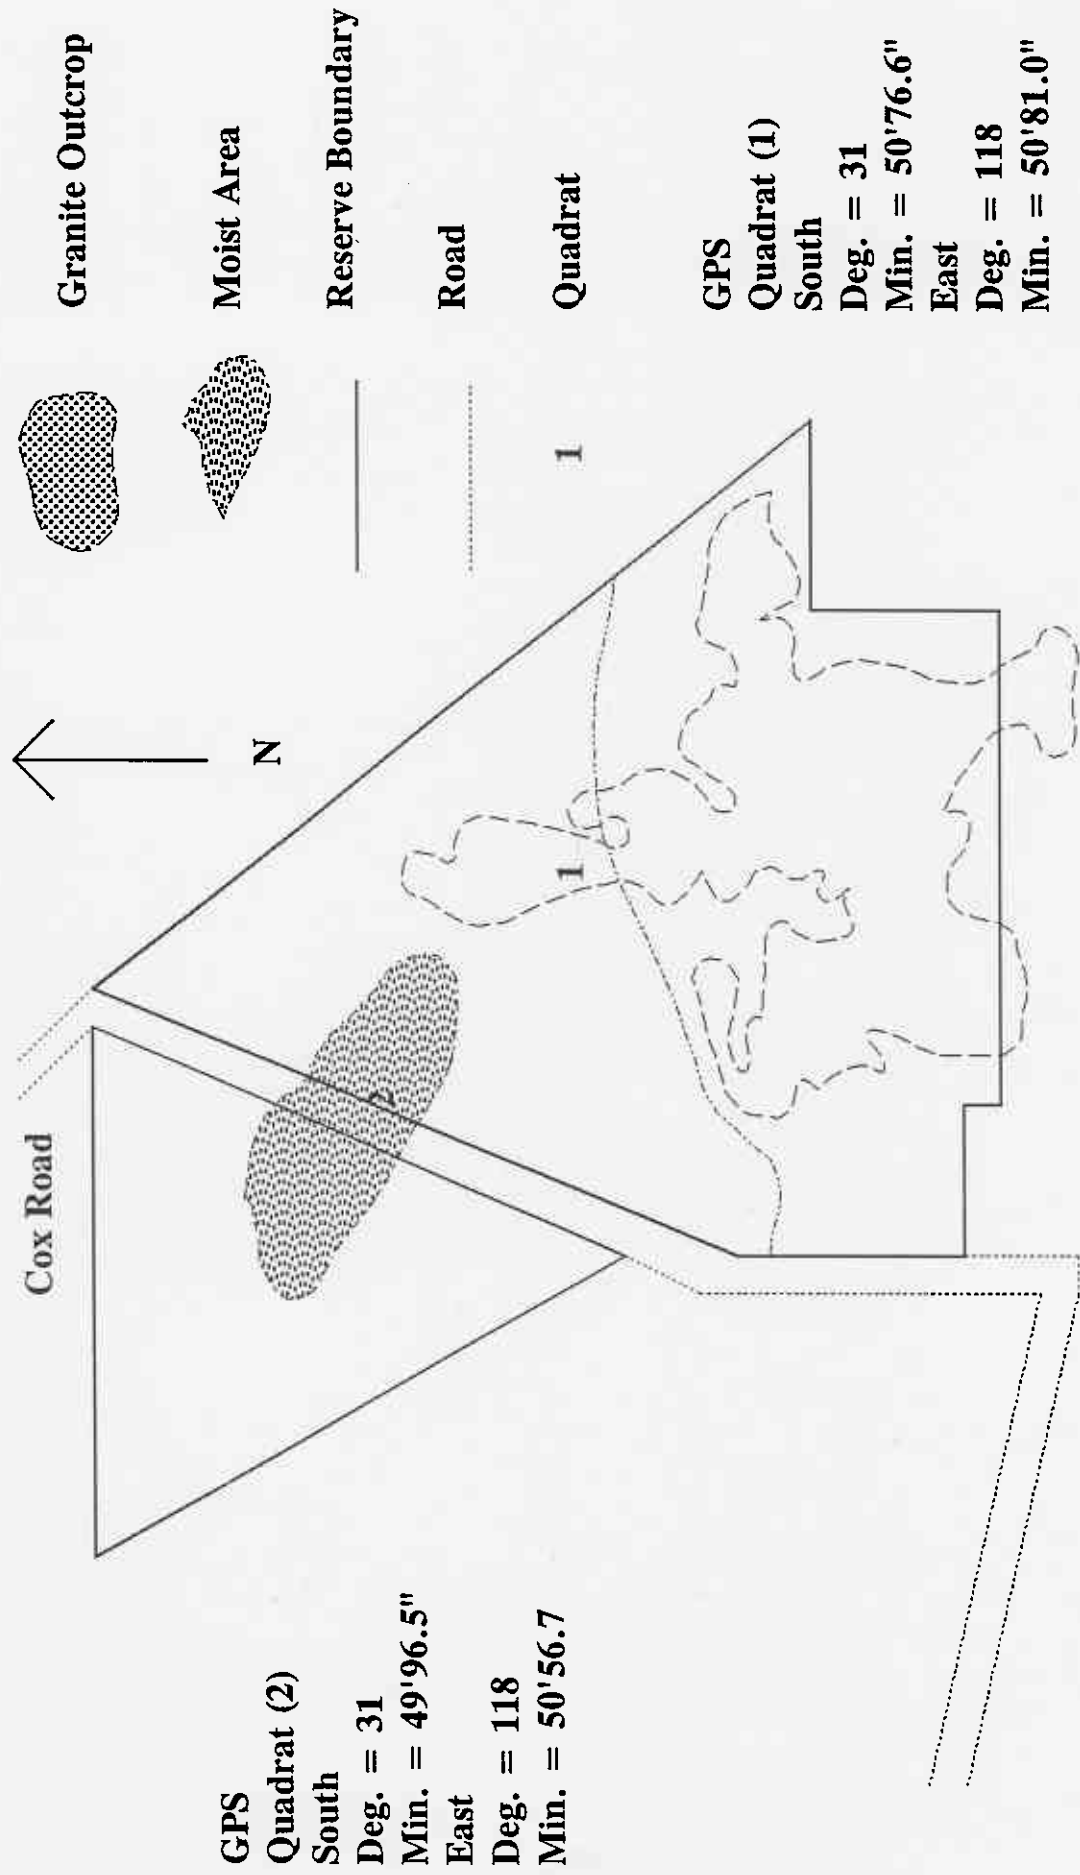 Granite Outcrop
Moist Area
Reserve Boundary
Road
1
Quadrat
Cox Road
N
1
2
GPS
Quadrat (2)
South
Deg. = 31
Min. = 49'96.5"
East
Deg. = 118
Min. = 50'56.7
GPS
Quadrat (1)
South
Deg. = 31
Min. = 50'76.6"
East
Deg. = 118
Min. = 50'81.0"